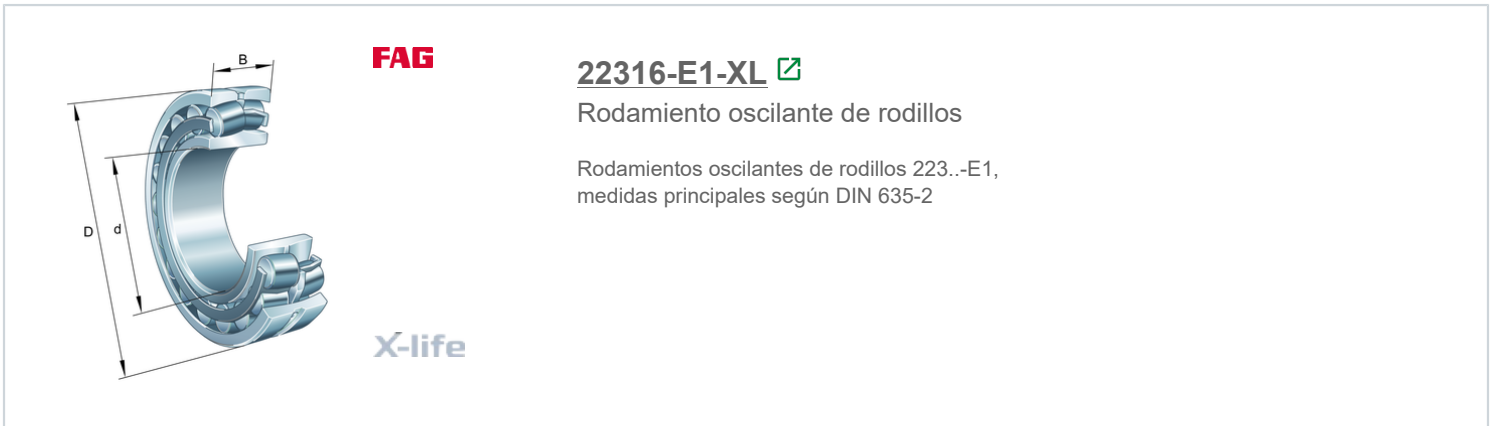 FAG
B
D
d
X-life
22316-E1-XL
Rodamiento oscilante de rodillos
Rodamientos oscilantes de rodillos 223..-E1,
medidas principales según DIN 635-2